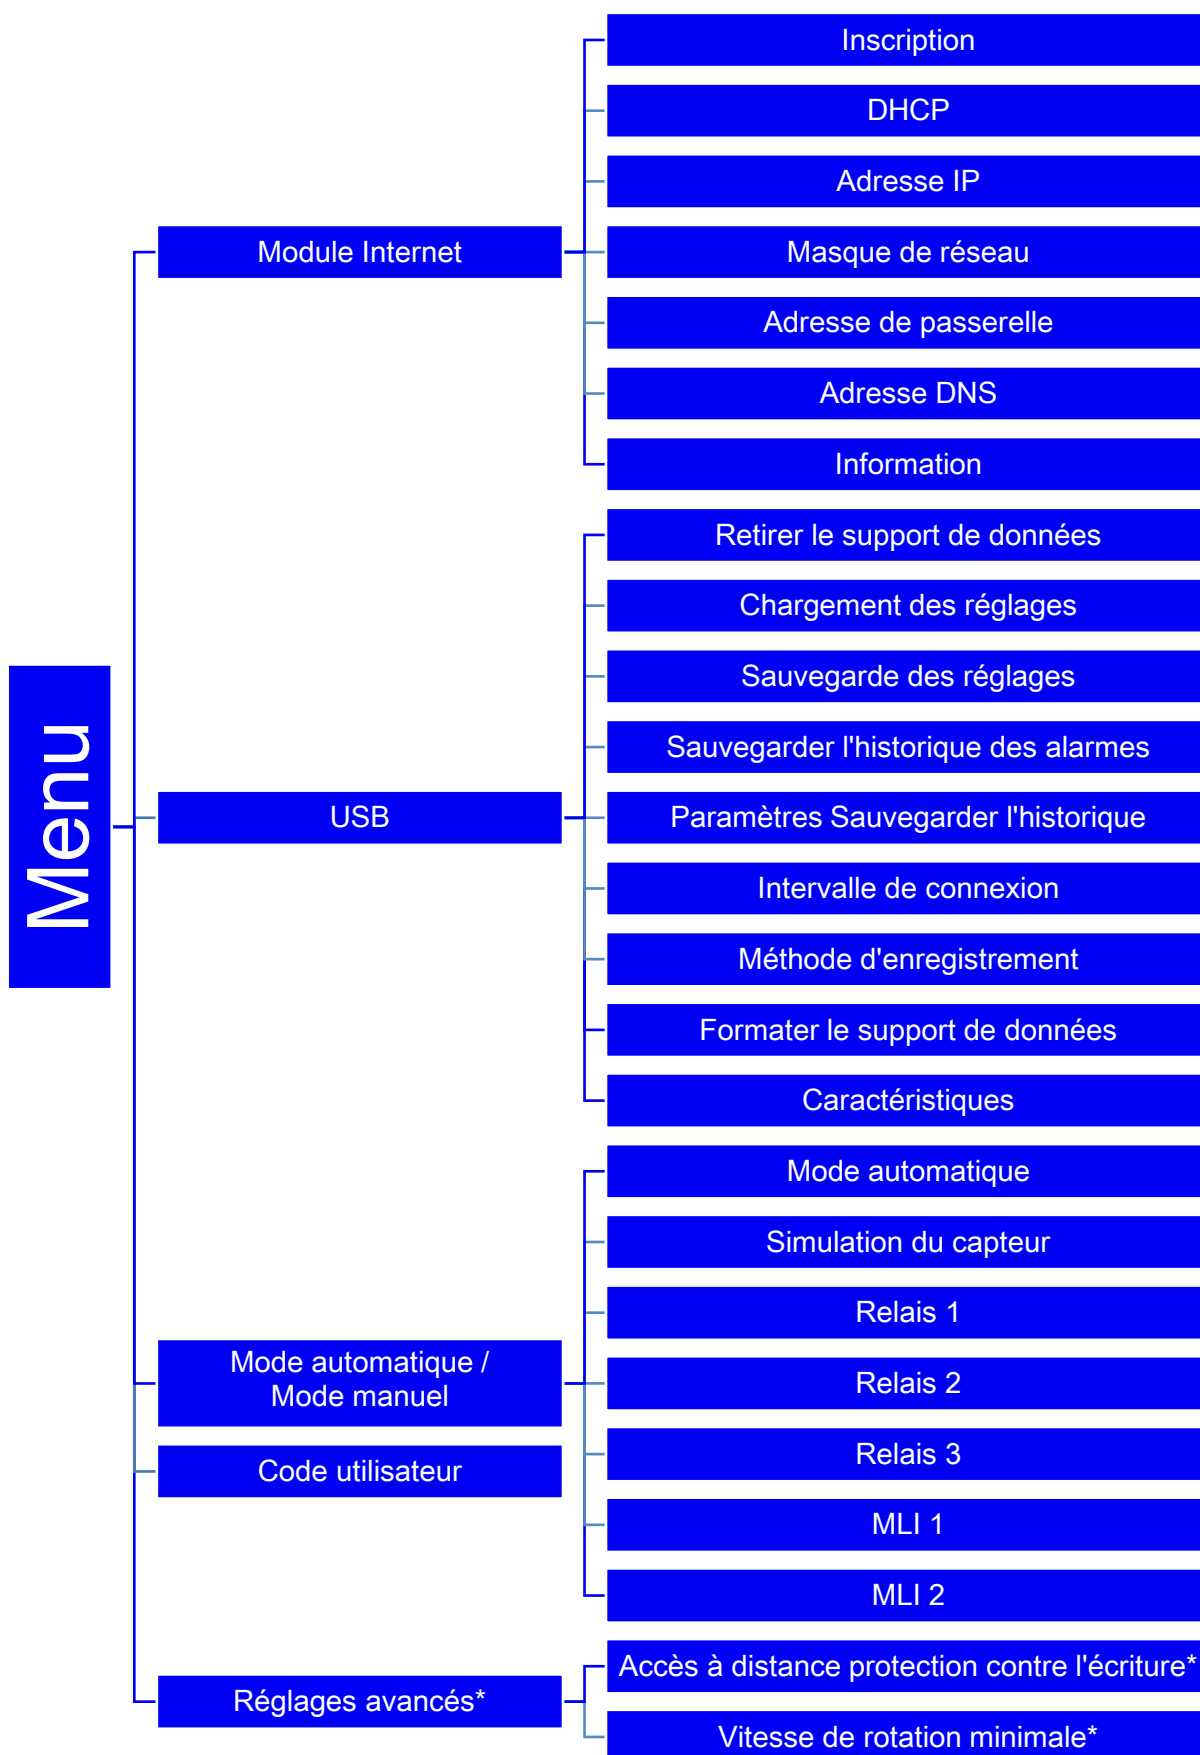 Menu
Module Internet
Inscription
DHCP
Adresse IP
Masque de réseau
Adresse de passerelle
Adresse DNS
Information
USB
Retirer le support de données
Chargement des réglages
Sauvegarde des réglages
Sauvegarder l'historique des alarmes
Paramètres Sauvegarder l'historique
Intervalle de connexion
Méthode d'enregistrement
Formater le support de données
Caractéristiques
Mode automatique /
Mode manuel
Mode automatique
Simulation du capteur
Relais 1
Relais 2
Relais 3
MLI 1
MLI 2
Code utilisateur
Réglages avancés*
Accès à distance protection contre l'écriture*
Vitesse de rotation minimale*